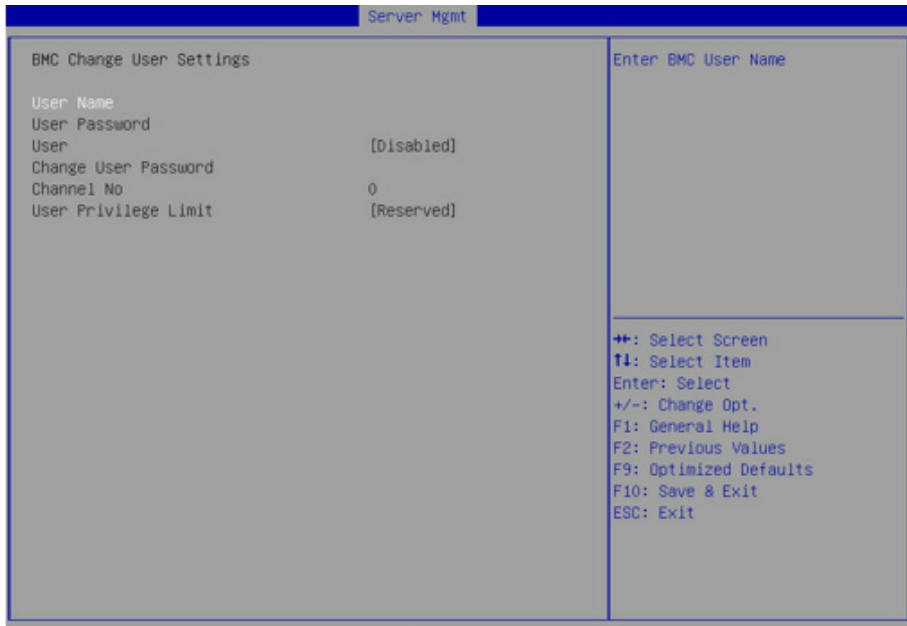 Server Mgmt
BMC Change User Settings
User Name
User Password
User [Disabled]
Change User Password
Channel No 0
User Privilege Limit [Reserved]
Enter BMC User Name
→←: Select Screen
↑↓: Select Item
Enter: Select
+/-: Change Opt.
F1: General Help
F2: Previous Values
F9: Optimized Defaults
F10: Save & Exit
ESC: Exit